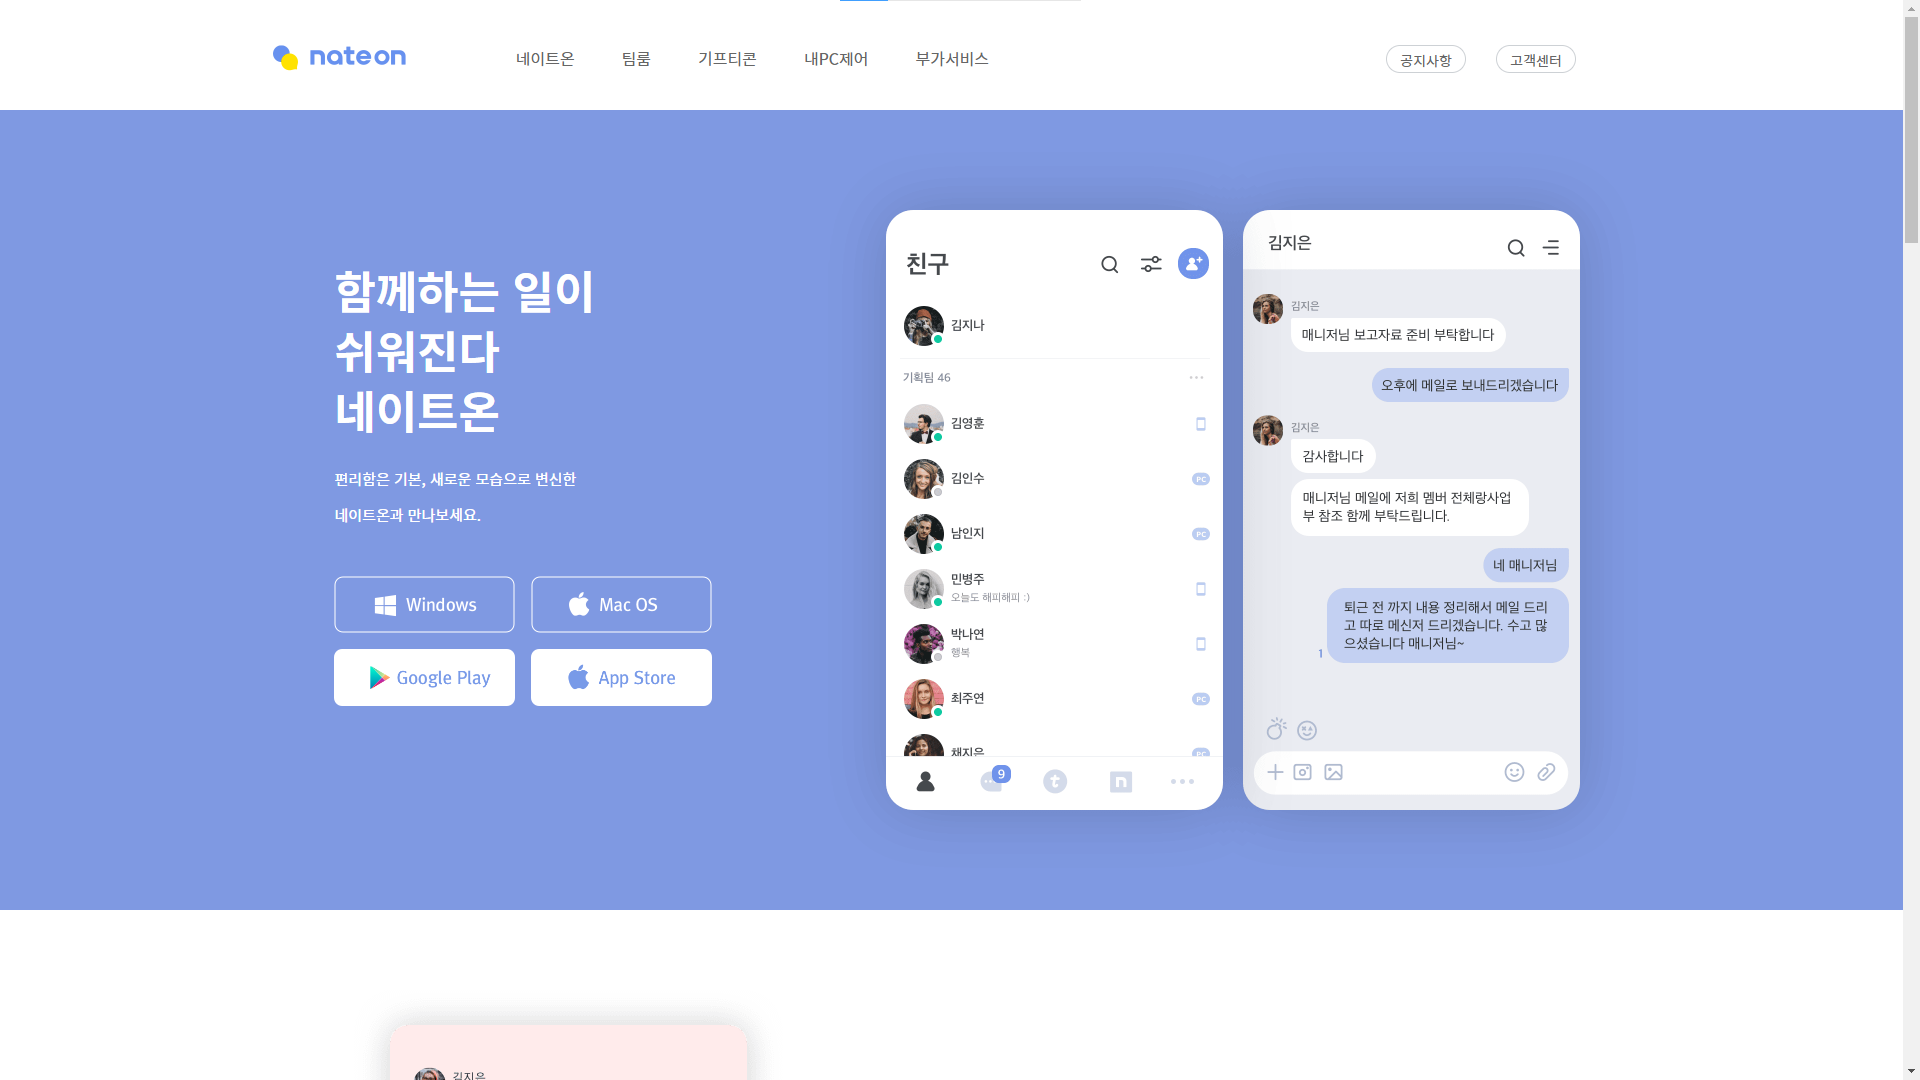 nateon
네이트온
팀룸
기프티콘
내PC제어
부가서비스
공지사항
고객센터
함께하는 일이
쉬워진다
네이트온
편리함은 기본, 새로운 모습으로 변신한
네이트온과 만나보세요.
Windows
Mac OS
Google Play
App Store
친구
김지나
기획팀 46
김영훈
김인수
PC
남인지
PC
민병주
오늘도 해피해피 :)
박나연
행복
최주연
PC
채지은
PC
9
t
n
김지은
김지은
매니저님 보고자료 준비 부탁합니다
오후에 메일로 보내드리겠습니다
김지은
감사합니다
매니저님 메일에 저희 멤버 전체랑사업
부 참조 함께 부탁드립니다.
네 매니저님
퇴근 전 까지 내용 정리해서 메일 드리
고 따로 메신저 드리겠습니다. 수고 많
으셨습니다 매니저님~
1
김지은